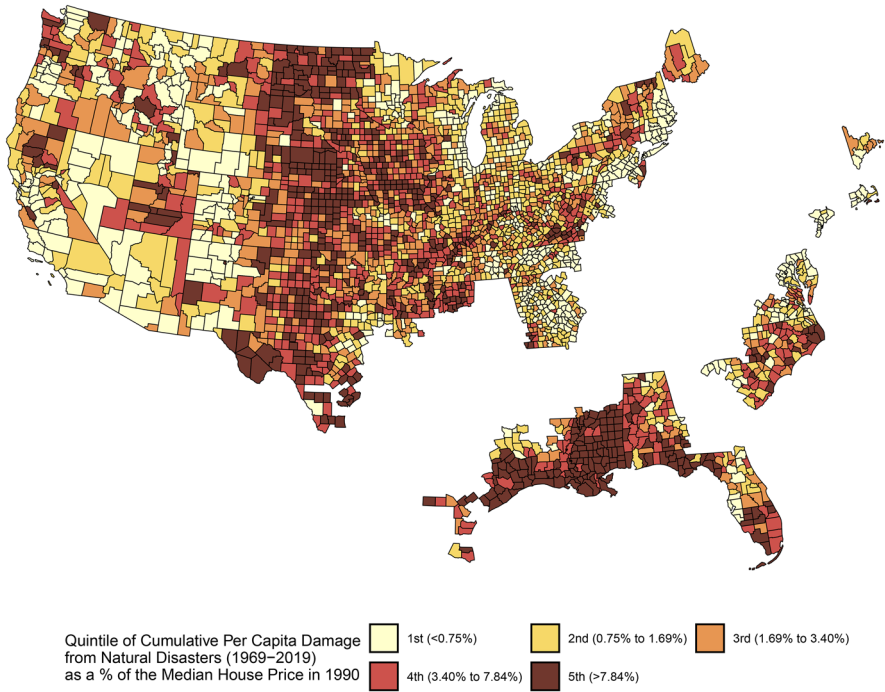 Quintile of Cumulative Per Capita Damage
from Natural Disasters (1969−2019)
as a % of the Median House Price in 1990
1st (<0.75%)
2nd (0.75% to 1.69%)
3rd (1.69% to 3.40%)
4th (3.40% to 7.84%)
5th (>7.84%)